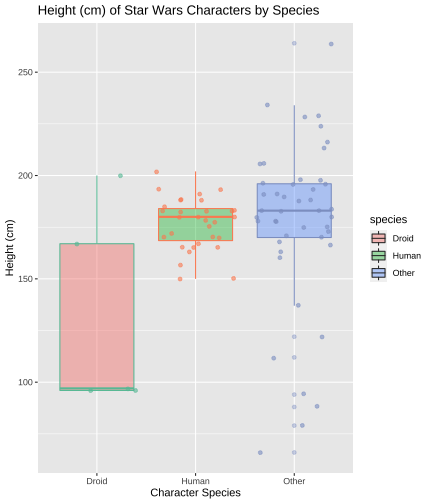 Height (cm) of Star Wars Characters by Species
250
200
150
100
Height (cm)
Droid
Human
Other
Character Species
species
Droid
Human
Other